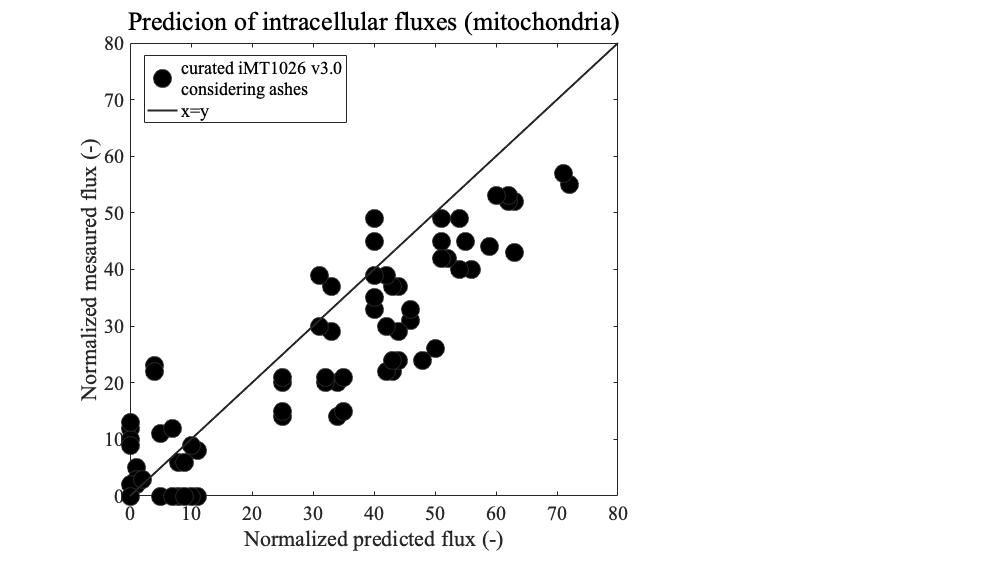 Predicion of intracellular fluxes (mitochondria)
curated iMT1026 v3.0
considering ashes
x=y
Normalized mesaured flux (-)
80
70
60
50
40
30
20
10
0
0 10 20 30 40 50 60 70 80
Normalized predicted flux (-)